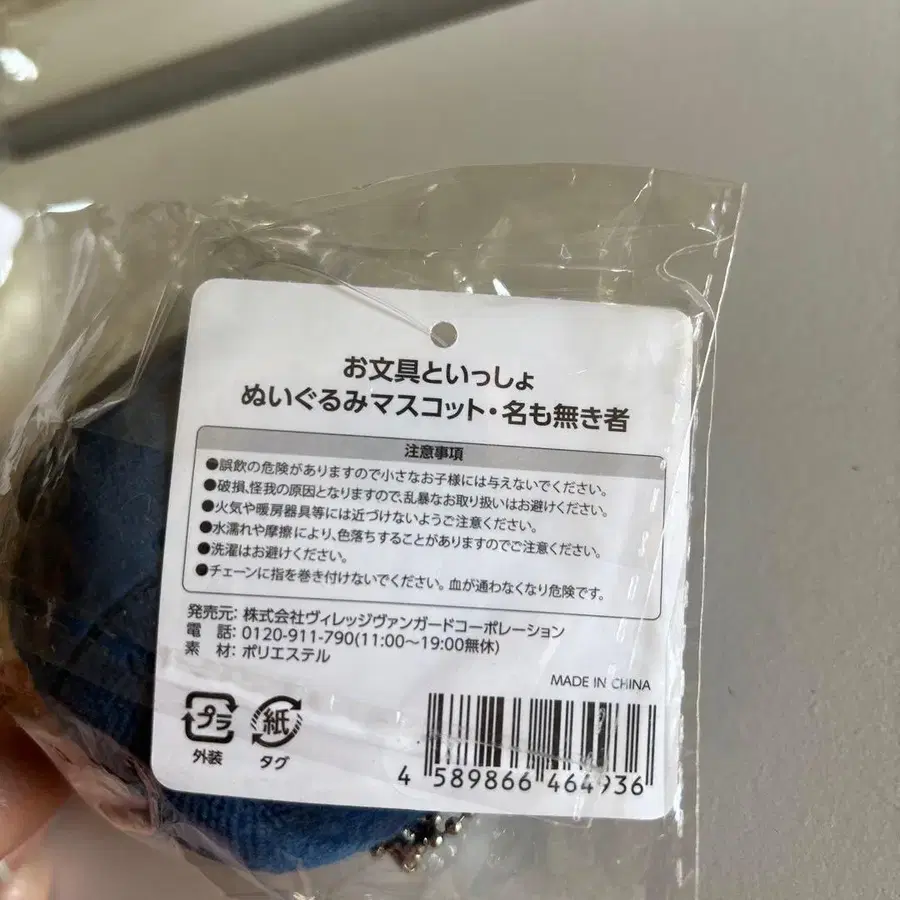 お文具といっしょ
ぬいぐるみマスコット・名も無き者
注意事項
●誤飲の危険がありますので小さなお子様には与えないでください。
●破損、怪我の原因となりますので、乱暴なお取り扱いはお避けください。
●火気や暖房器具等には近づけないようご注意ください。
●水濡れや摩擦により、色落ちすることがありますのでご注意ください。
●洗濯はお避けください。
●チェーンに指を巻き付けないでください。血が通わなくなり危険です。
発売元: 株式会社ヴィレッジヴァンガードコーポレーション
電 話: 0120-911-790(11:00～19:00無休)
素 材: ポリエステル
MADE IN CHINA
プラ 紙
外装 タグ
4 589866 464936